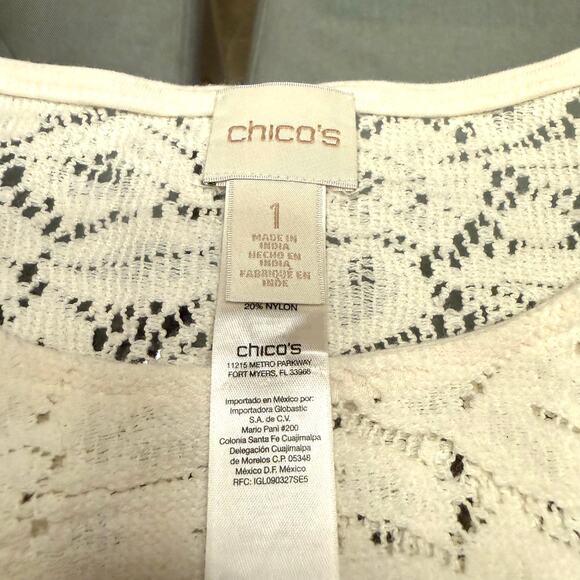 chico's
1
MADE IN
INDIA
HECHO EN
INDIA
FABRIQUÉ EN
INDE
20% NYLON
chico's
11215 METRO PARKWAY
FORT MYERS, FL 33966
Importado en México por:
Importadora Globastic
S.A. de C.V.
Mario Pani #200
Colonia Santa Fe Cuajimalpa
Delegación Cuajimalpa
de Morelos C.P. 05348
México D.F. México
RFC: IGL090327SE5